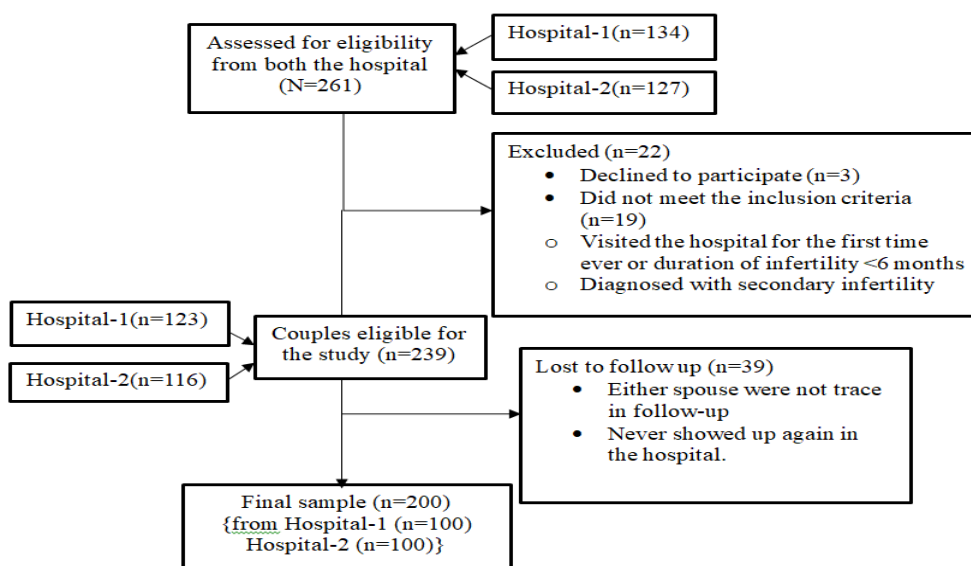 Assessed for eligibility
from both the hospital
(N=261)
Hospital-1(n=134)
Hospital-2(n=127)
Excluded (n=22)
• Declined to participate (n=3)
• Did not meet the inclusion criteria
(n=19)
o Visited the hospital for the first time
ever or duration of infertility <6 months
o Diagnosed with secondary infertility
Hospital-1(n=123)
Hospital-2(n=116)
Couples eligible for
the study (n=239)
Lost to follow up (n=39)
• Either spouse were not trace
in follow-up
• Never showed up again in
the hospital.
Final sample (n=200)
{from Hospital-1 (n=100)
Hospital-2 (n=100)}